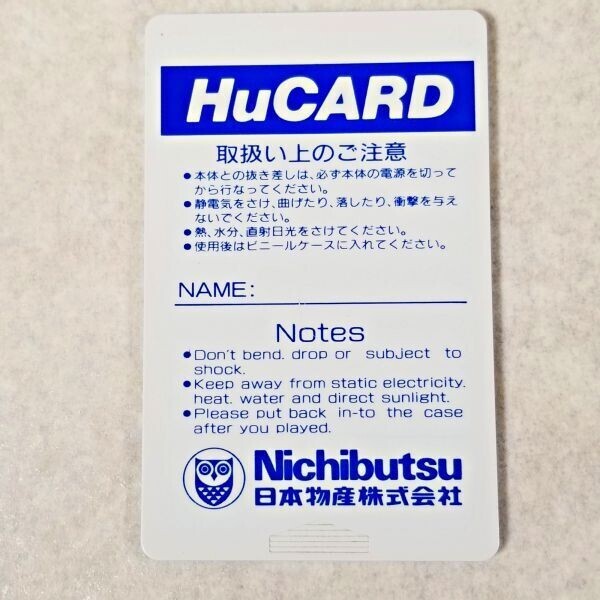 HuCARD
取扱い上のご注意
●本体との抜き差しは、必ず本体の電源を切って
から行なってください。
●静電気をさけ、曲げたり、落したり、衝撃を与え
ないでください。
●熱、水分、直射日光をさけてください。
●使用後はビニールケースに入れてください。
NAME:
Notes
●Don't bend. drop or subject to
shock.
●Keep away from static electricity.
heat. water and direct sunlight.
●Please put back in-to the case
after you played.
Nichibutsu
日本物産株式会社